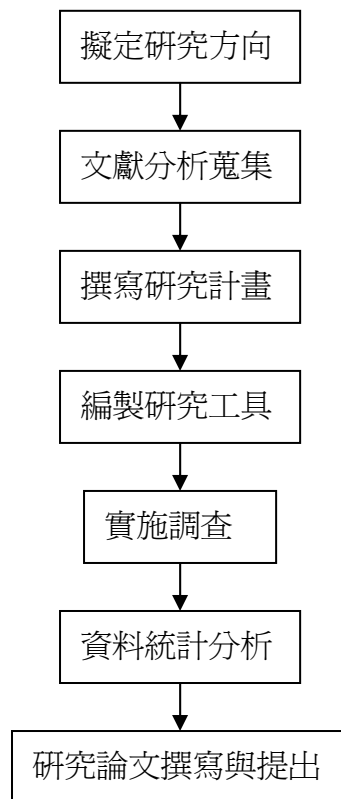 擬定研究方向
文獻分析蒐集
撰寫研究計畫
編製研究工具
實施調查
資料統計分析
研究論文撰寫與提出